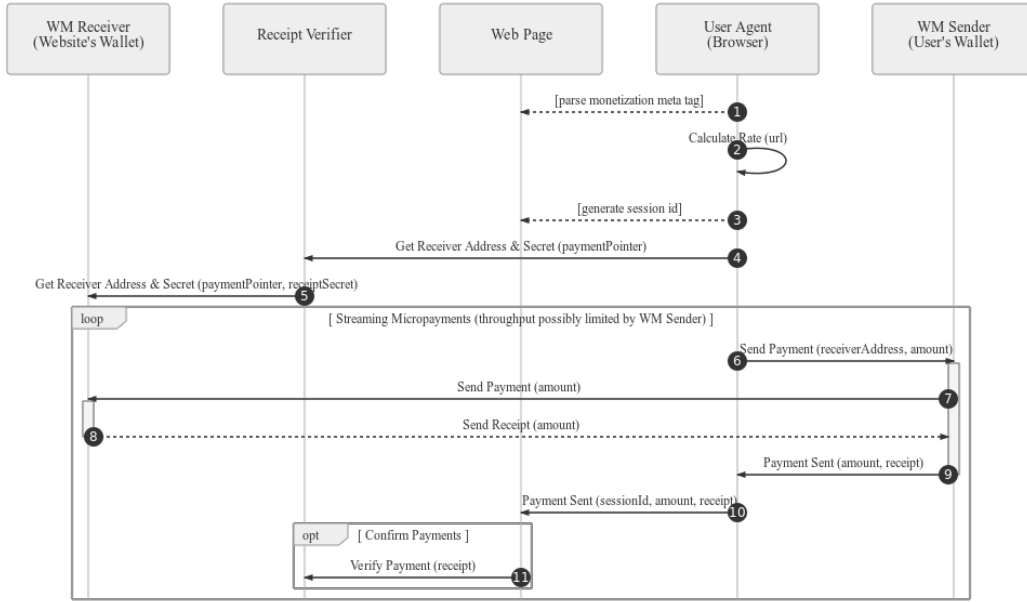 WM Receiver
(Website's Wallet)
Receipt Verifier
Web Page
User Agent
(Browser)
WM Sender
(User's Wallet)
[parse monetization meta tag]
1
Calculate Rate (url)
2
[generate session id]
3
Get Receiver Address & Secret (paymentPointer)
4
Get Receiver Address & Secret (paymentPointer, receiptSecret)
5
loop
[ Streaming Micropayments (throughput possibly limited by WM Sender) ]
Send Payment (receiverAddress, amount)
6
Send Payment (amount)
7
Send Receipt (amount)
8
Payment Sent (amount, receipt)
9
Payment Sent (sessionId, amount, receipt)
10
opt
[ Confirm Payments ]
Verify Payment (receipt)
11